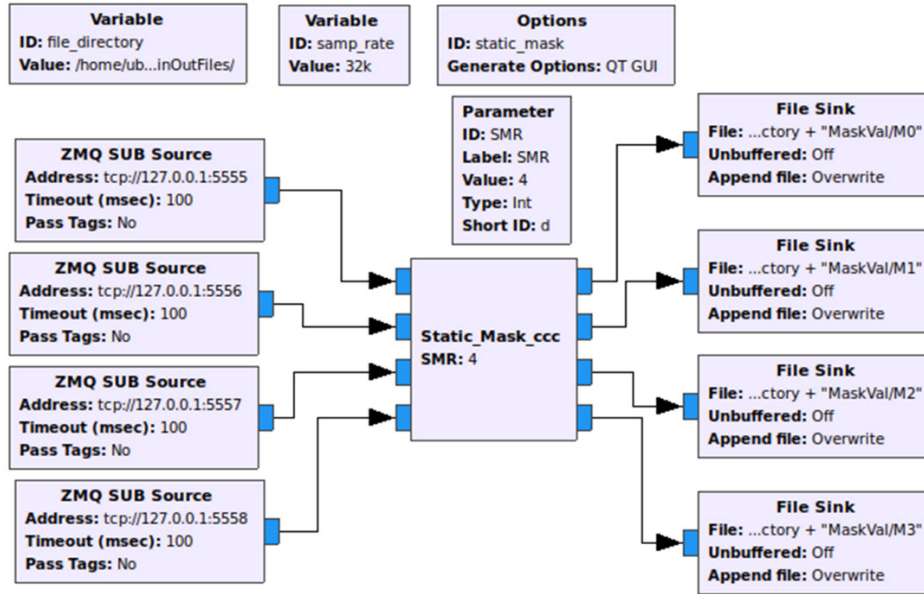 Variable
ID: file_directory
Value: /home/ub...inOutFiles/
Variable
ID: samp_rate
Value: 32k
Options
ID: static_mask
Generate Options: QT GUI
Parameter
ID: SMR
Label: SMR
Value: 4
Type: Int
Short ID: d
ZMQ SUB Source
Address: tcp://127.0.0.1:5555
Timeout (msec): 100
Pass Tags: No
ZMQ SUB Source
Address: tcp://127.0.0.1:5556
Timeout (msec): 100
Pass Tags: No
ZMQ SUB Source
Address: tcp://127.0.0.1:5557
Timeout (msec): 100
Pass Tags: No
ZMQ SUB Source
Address: tcp://127.0.0.1:5558
Timeout (msec): 100
Pass Tags: No
Static_Mask_ccc
SMR: 4
File Sink
File: ...ctory + "MaskVal/M0"
Unbuffered: Off
Append file: Overwrite
File Sink
File: ...ctory + "MaskVal/M1"
Unbuffered: Off
Append file: Overwrite
File Sink
File: ...ctory + "MaskVal/M2"
Unbuffered: Off
Append file: Overwrite
File Sink
File: ...ctory + "MaskVal/M3"
Unbuffered: Off
Append file: Overwrite